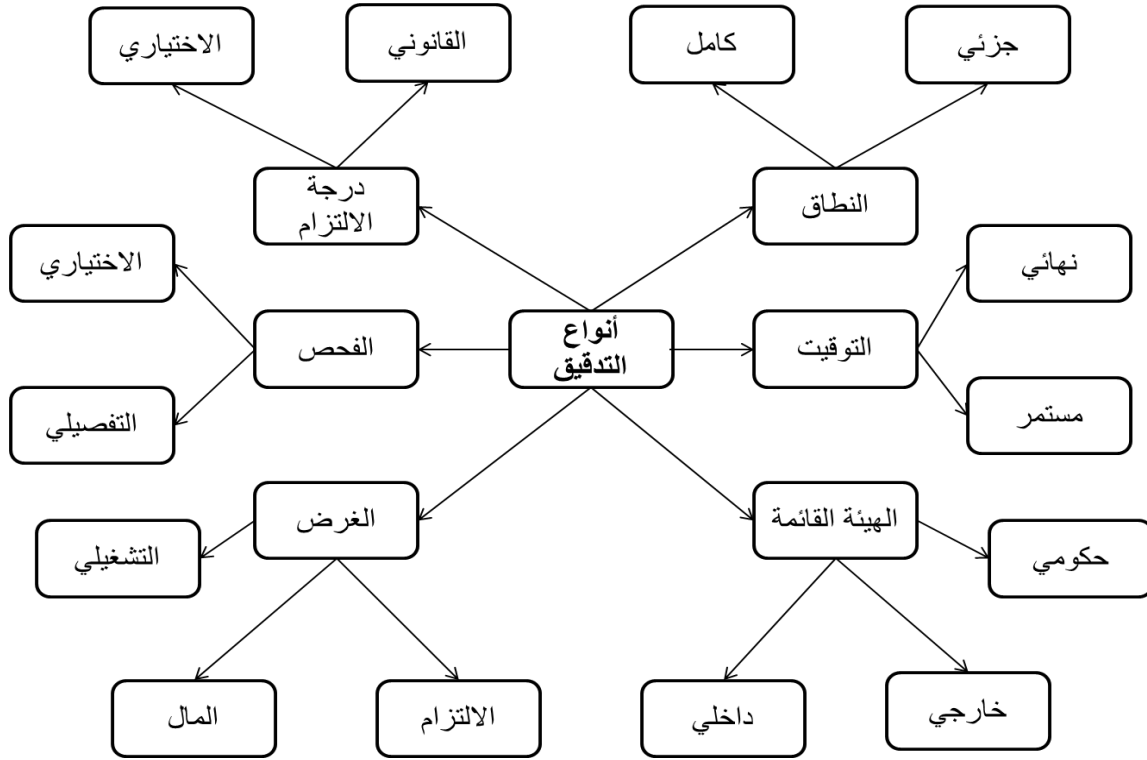 جزئي
كامل
القانوني
الاختياري
النطاق
درجة
الالتزام
نهائي
الاختياري
أنواع
التدقيق
التوقيت
الفحص
مستمر
التفصيلي
الهيئة القائمة
الغرض
حكومي
التشغيلي
خارجي
داخلي
الالتزام
المال